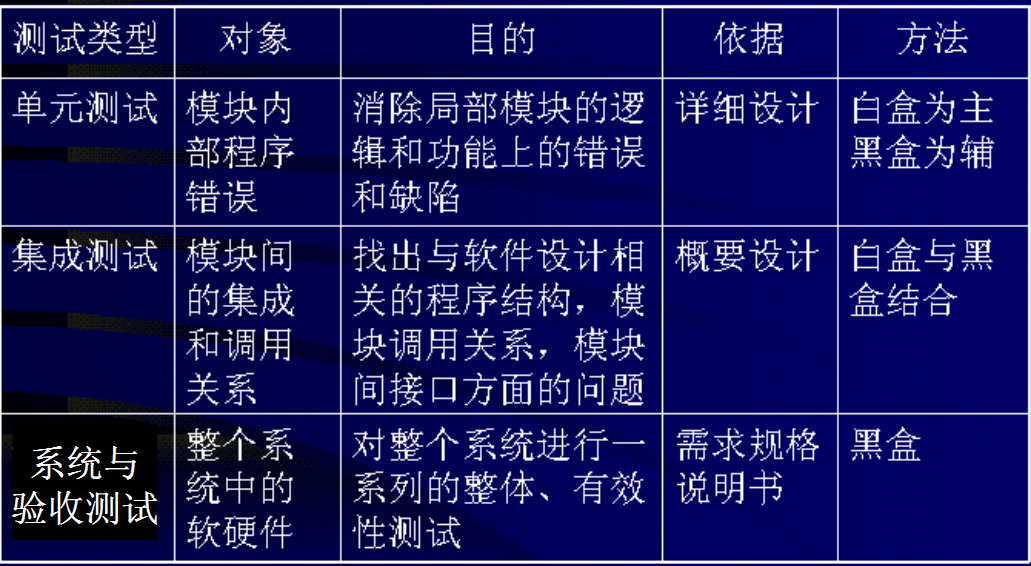 测试类型 对象 目的 依据 方法
单元测试
模块内
部程序
错误
消除局部模块的逻
辑和功能上的错误
和缺陷
详细设计
白盒为主
黑盒为辅
集成测试
模块间
的集成
和调用
关系
找出与软件设计相
关的程序结构，模
块调用关系，模块
间接口方面的问题
概要设计
白盒与黑
盒结合
系统与
验收测试
整个系
统中的
软硬件
对整个系统进行一
系列的整体、有效
性测试
需求规格
说明书
黑盒